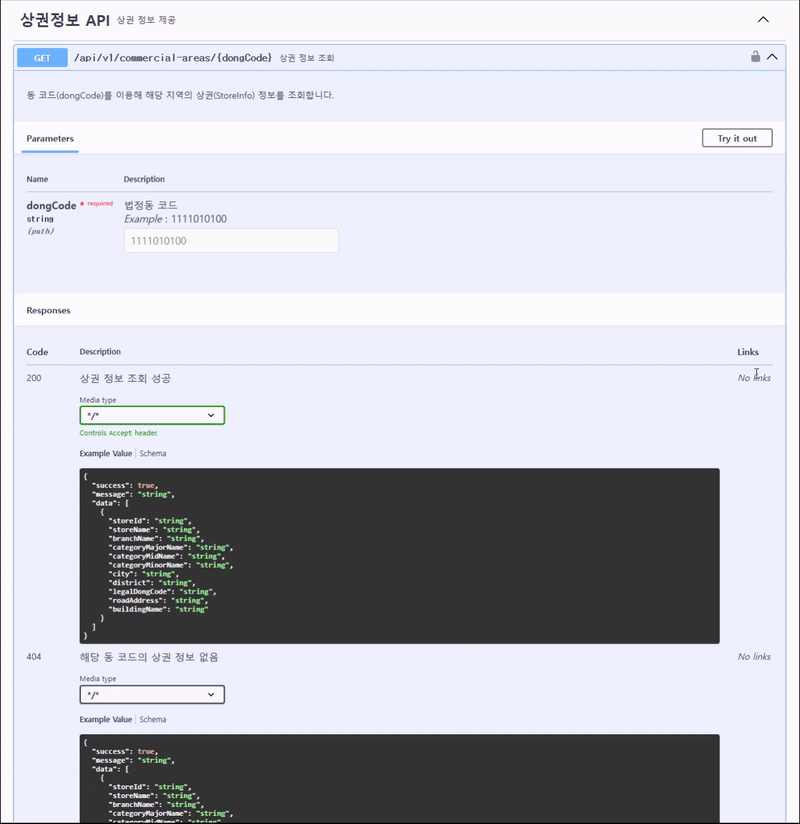 상권정보 API 상권 정보 제공
GET /api/v1/commercial-areas/{dongCode} 상권 정보 조회
동 코드(dongCode)를 이용해 해당 지역의 상권(StoreInfo) 정보를 조회합니다.
Parameters Try it out
Name Description
dongCode * required 법정동 코드
string Example : 1111010100
(path) 1111010100
Responses
Code Description Links
200 상권 정보 조회 성공 No links
Media type
*/*
Controls Accept header.
Example Value Schema
{
"success": true,
"message": "string",
"data": [
{
"storeId": "string",
"storeName": "string",
"branchName": "string",
"categoryMajorName": "string",
"categoryMidName": "string",
"categoryMinorName": "string",
"city": "string",
"district": "string",
"legalDongCode": "string",
"roadAddress": "string",
"buildingName": "string"
}
]
}
404 해당 동 코드의 상권 정보 없음 No links
Media type
*/*
Example Value Schema
{
"success": true,
"message": "string",
"data": [
{
"storeId": "string",
"storeName": "string",
"branchName": "string",
"categoryMajorName": "string",
"categoryMidName": "string",